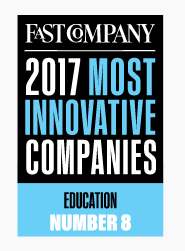 FAST COMPANY
2017 MOST
INNOVATIVE
COMPANIES
EDUCATION
NUMBER 8